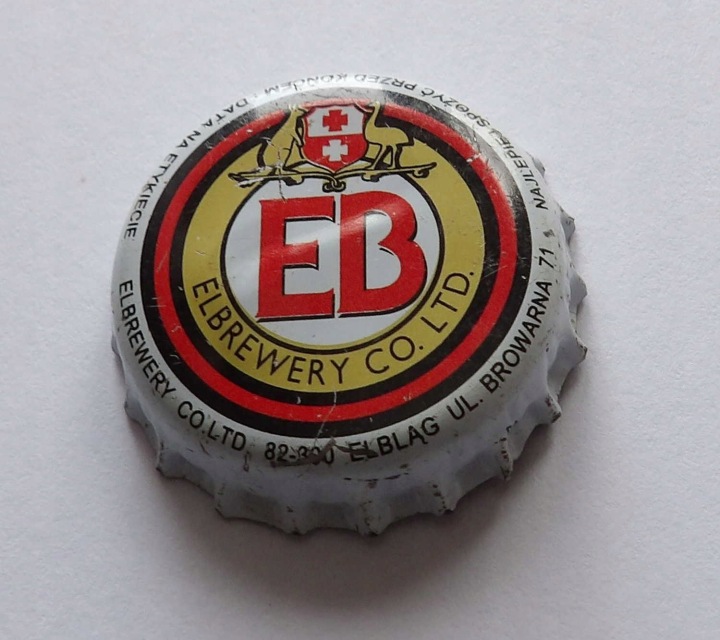 EB
ELBREWERY CO. LTD.
ELBREWERY CO.LTD 82-300 ELBLĄG UL. BROWARNA 71
NAJLEPIEJ SPOŻYĆ PRZED KOŃCEM: DATA NA ETYKIECIE